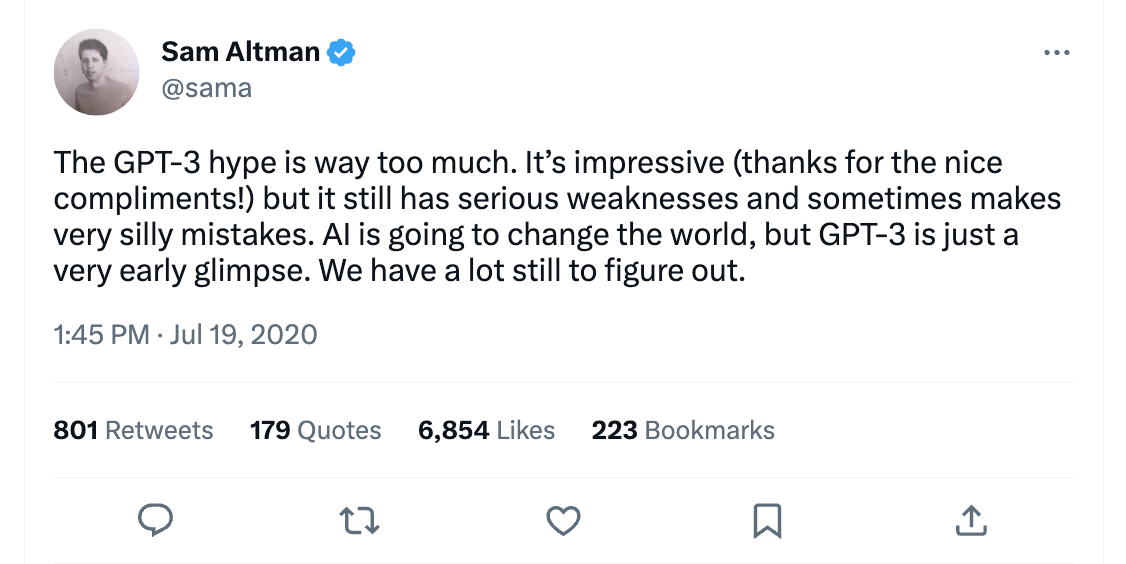 Sam Altman
@sama
The GPT-3 hype is way too much. It’s impressive (thanks for the nice
compliments!) but it still has serious weaknesses and sometimes makes
very silly mistakes. AI is going to change the world, but GPT-3 is just a
very early glimpse. We have a lot still to figure out.
1:45 PM · Jul 19, 2020
801 Retweets 179 Quotes 6,854 Likes 223 Bookmarks